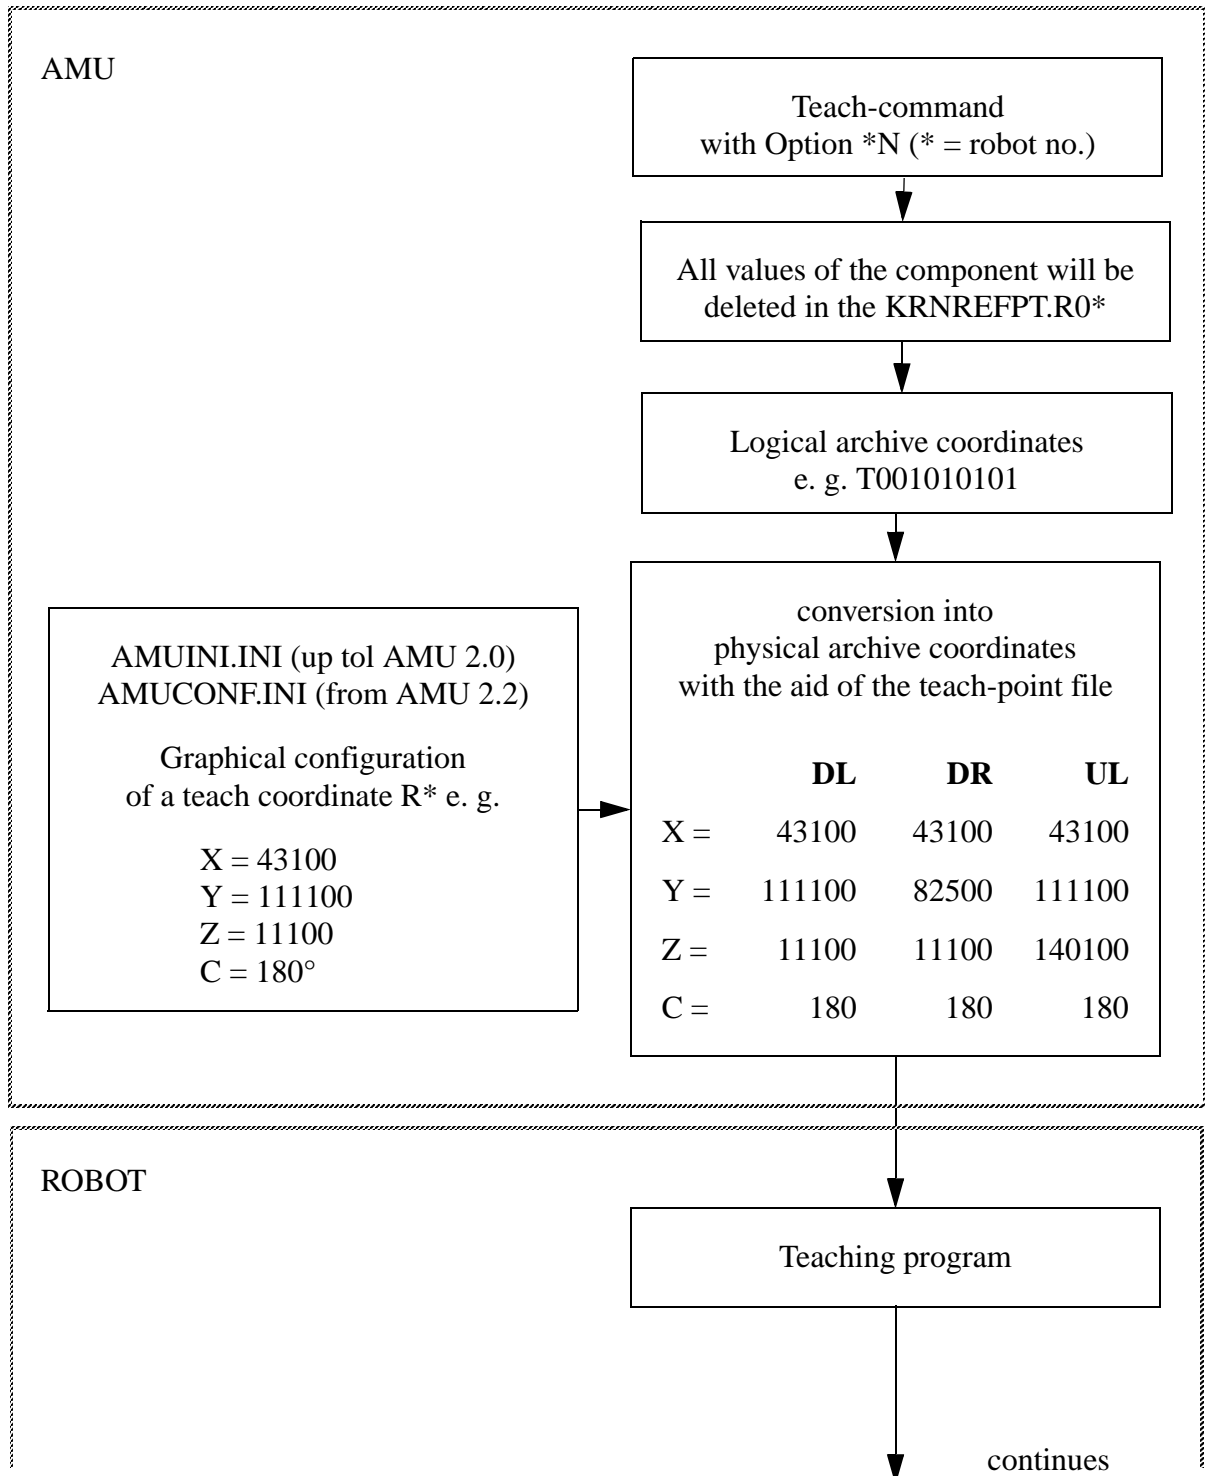 AMU
Teach-command
with Option *N (* = robot no.)
All values of the component will be
deleted in the KRNREFPT.R0*
Logical archive coordinates
e. g. T001010101
conversion into
physical archive coordinates
with the aid of the teach-point file
DL DR UL
X = 43100 43100 43100
Y = 111100 82500 111100
Z = 11100 11100 140100
C = 180 180 180
AMUINI.INI (up tol AMU 2.0)
AMUCONF.INI (from AMU 2.2)
Graphical configuration
of a teach coordinate R* e. g.
X = 43100
Y = 111100
Z = 11100
C = 180°
ROBOT
Teaching program
continues